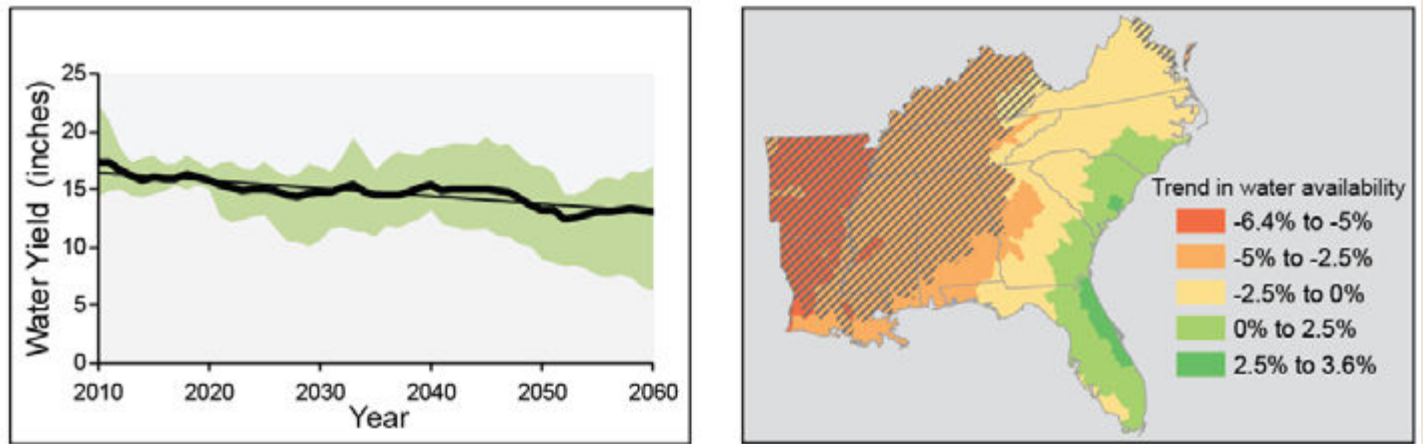 Water Yield (inches)
25
20
15
10
5
0
2010
2020
2030
2040
2050
2060
Year
Trend in water availability
-6.4% to -5%
-5% to -2.5%
-2.5% to 0%
0% to 2.5%
2.5% to 3.6%